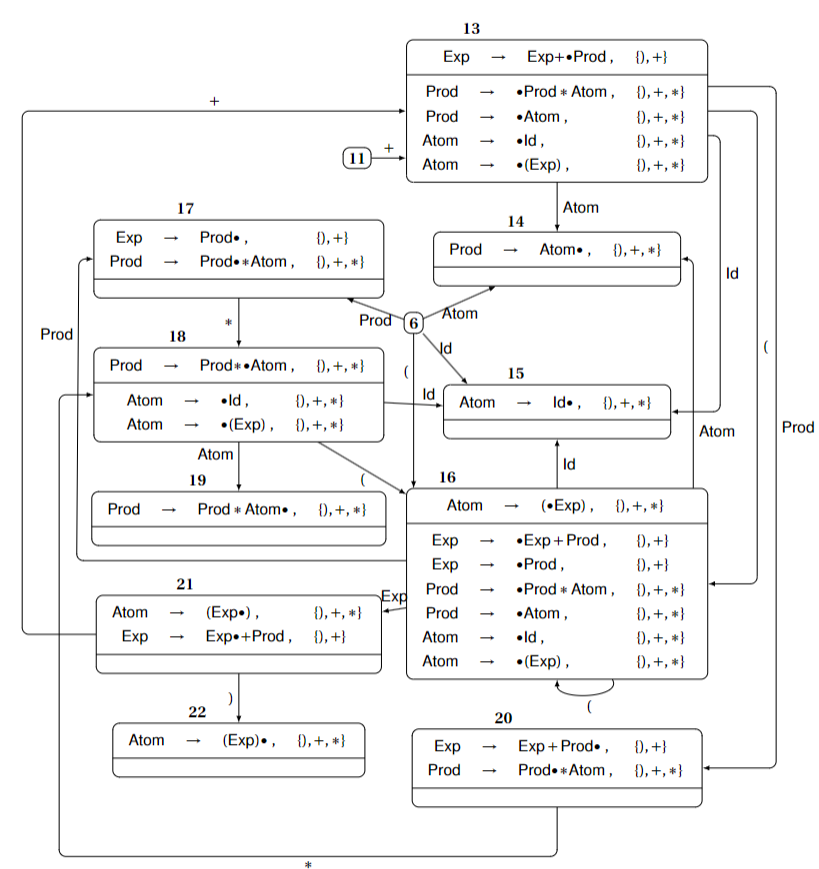 13
Exp → Exp+•Prod , {),+}
Prod → •Prod ∗ Atom , {),+,∗}
Prod → •Atom , {),+,∗}
Atom → •Id , {),+,∗}
Atom → •(Exp) , {),+,∗}
+
11 +
Atom
17
Exp → Prod• , {),+}
Prod → Prod•∗Atom , {),+,∗}
14
Prod → Atom• , {),+,∗}
Id
Prod
Prod 6 Atom
∗
(
Id
(
18
Prod → Prod∗•Atom , {),+,∗}
Atom → •Id , {),+,∗}
Atom → •(Exp) , {),+,∗}
Id
15
Atom → Id• , {),+,∗}
Atom
Prod
Atom
(
Id
19
Prod → Prod ∗ Atom• , {),+,∗}
16
Atom → (•Exp) , {),+,∗}
Exp → •Exp + Prod , {),+}
Exp → •Prod , {),+}
Prod → •Prod ∗ Atom , {),+,∗}
Prod → •Atom , {),+,∗}
Atom → •Id , {),+,∗}
Atom → •(Exp) , {),+,∗}
(
21
Atom → (Exp•) , {),+,∗}
Exp → Exp•+Prod , {),+}
Exp
)
22
Atom → (Exp)• , {),+,∗}
20
Exp → Exp + Prod• , {),+}
Prod → Prod•∗Atom , {),+,∗}
∗